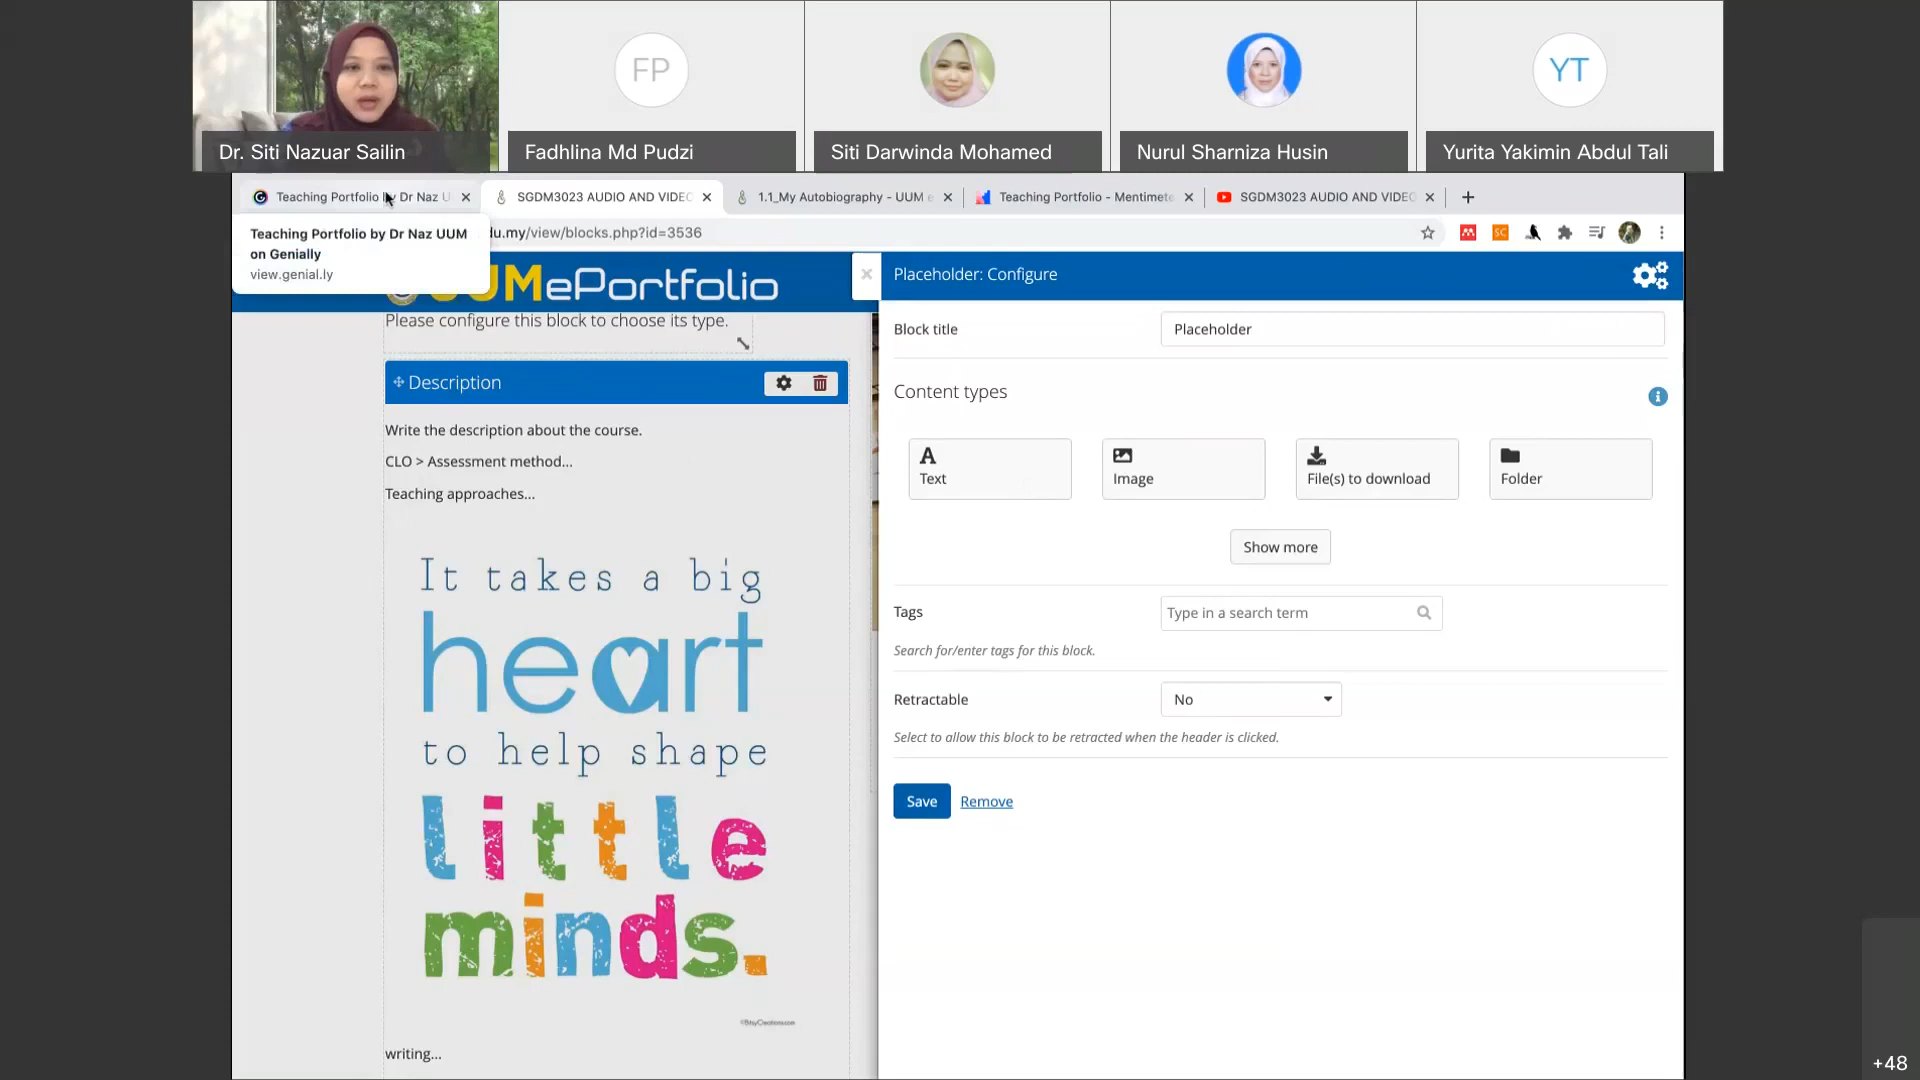 FP
YT
Dr. Siti Nazuar Sailin
Fadhlina Md Pudzi
Siti Darwinda Mohamed
Nurul Sharniza Husin
Yurita Yakimin Abdul Tali
Teaching Portfolio by Dr Naz U
SGDM3023 AUDIO AND VIDEO
1.1_My Autobiography - UUM e
Teaching Portfolio - Mentimete
SGDM3023 AUDIO AND VIDEO
Teaching Portfolio by Dr Naz UUM
on Genially
view.genial.ly
du.my/view/blocks.php?id=3536
SC
UUMePortfolio
Placeholder: Configure
Please configure this block to choose its type.
Block title
Placeholder
Description
Content types
Write the description about the course.
CLO > Assessment method...
Teaching approaches...
Text
Image
File(s) to download
Folder
Show more
It takes a big
heart
to help shape
little
minds.
Tags
Type in a search term
Search for/enter tags for this block.
Retractable
No
Select to allow this block to be retracted when the header is clicked.
Save
Remove
writing...
+48